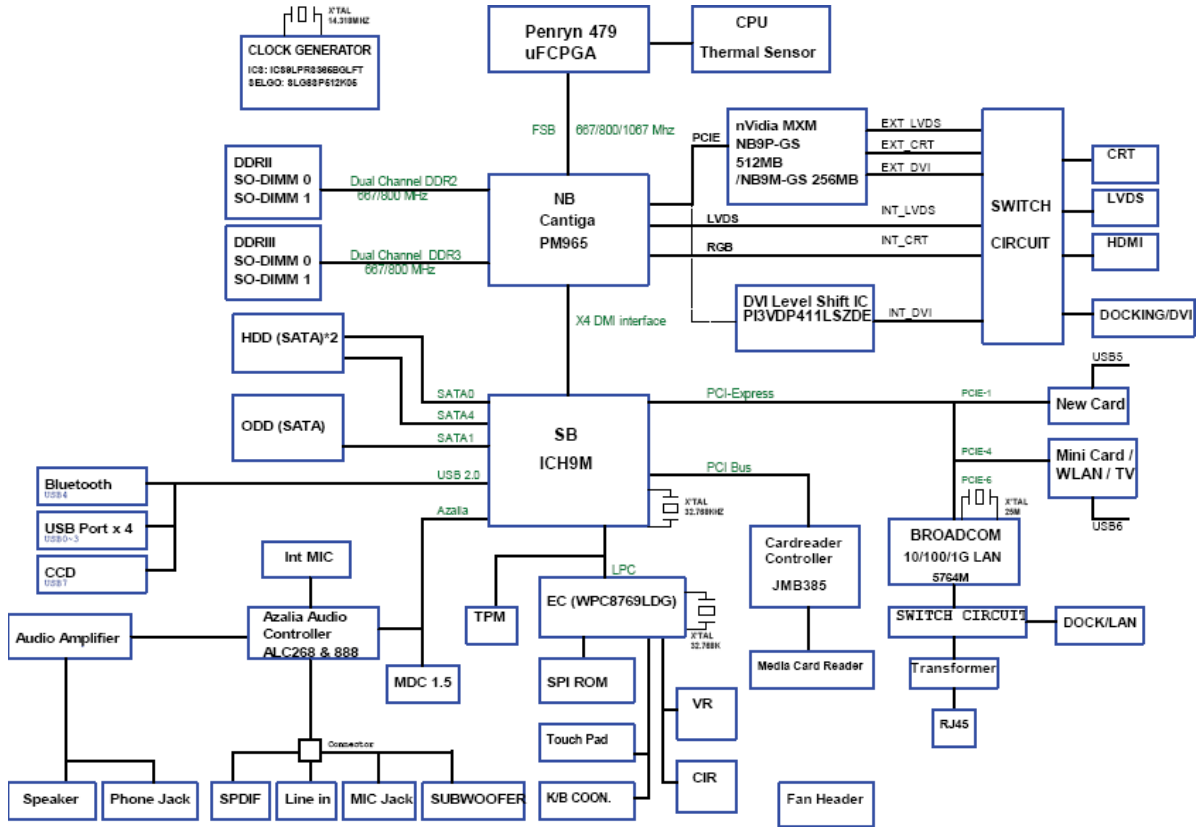 X'TAL
14.318MHZ
CLOCK GENERATOR
ICS: ICS9LPRS365BGLFT
SELGO: SLG8SP512K05
Penryn 479
uFCPGA
CPU
Thermal Sensor
FSB
667/800/1067 Mhz
DDRII
SO-DIMM 0
SO-DIMM 1
Dual Channel DDR2
667/800 MHz
DDRIII
SO-DIMM 0
SO-DIMM 1
Dual Channel DDR3
667/800 MHz
NB
Cantiga
PM965
PCIE
LVDS
RGB
nVidia MXM
NB9P-GS
512MB
/NB9M-GS 256MB
EXT_LVDS
EXT_CRT
EXT_DVI
INT_LVDS
INT_CRT
DVI Level Shift IC
PI3VDP411LSZDE
INT_DVI
SWITCH
CIRCUIT
CRT
LVDS
HDMI
DOCKING/DVI
X4 DMI interface
HDD (SATA)*2
ODD (SATA)
SATA0
SATA4
SATA1
USB 2.0
Azalia
SB
ICH9M
X'TAL
32.768KHZ
PCI-Express
PCI Bus
PCIE-1
USB5
New Card
PCIE-4
Mini Card /
WLAN / TV
USB6
PCIE-6
X'TAL
25M
BROADCOM
10/100/1G LAN
5764M
SWITCH CIRCUIT
DOCK/LAN
Transformer
RJ45
Bluetooth
USB4
USB Port x 4
USB0~3
CCD
USB7
Int MIC
Azalia Audio
Controller
ALC268 & 888
Audio Amplifier
MDC 1.5
TPM
LPC
EC (WPC8769LDG)
X'TAL
32.768K
Cardreader
Controller
JMB385
Media Card Reader
SPI ROM
Touch Pad
K/B COON.
VR
CIR
Connector
Speaker
Phone Jack
SPDIF
Line in
MIC Jack
SUBWOOFER
Fan Header